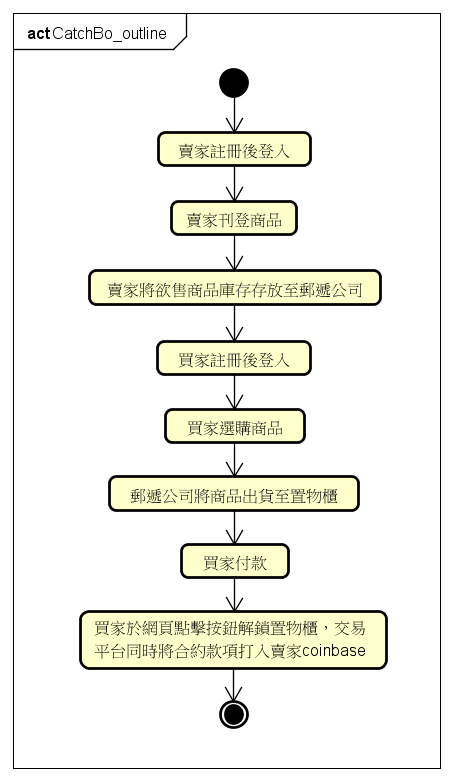 act CatchBo_outline
賣家註冊後登入
賣家刊登商品
賣家將欲售商品庫存存放至郵遞公司
買家註冊後登入
買家選購商品
郵遞公司將商品出貨至置物櫃
買家付款
買家於網頁點擊按鈕解鎖置物櫃，交易
平台同時將合約款項打入賣家coinbase